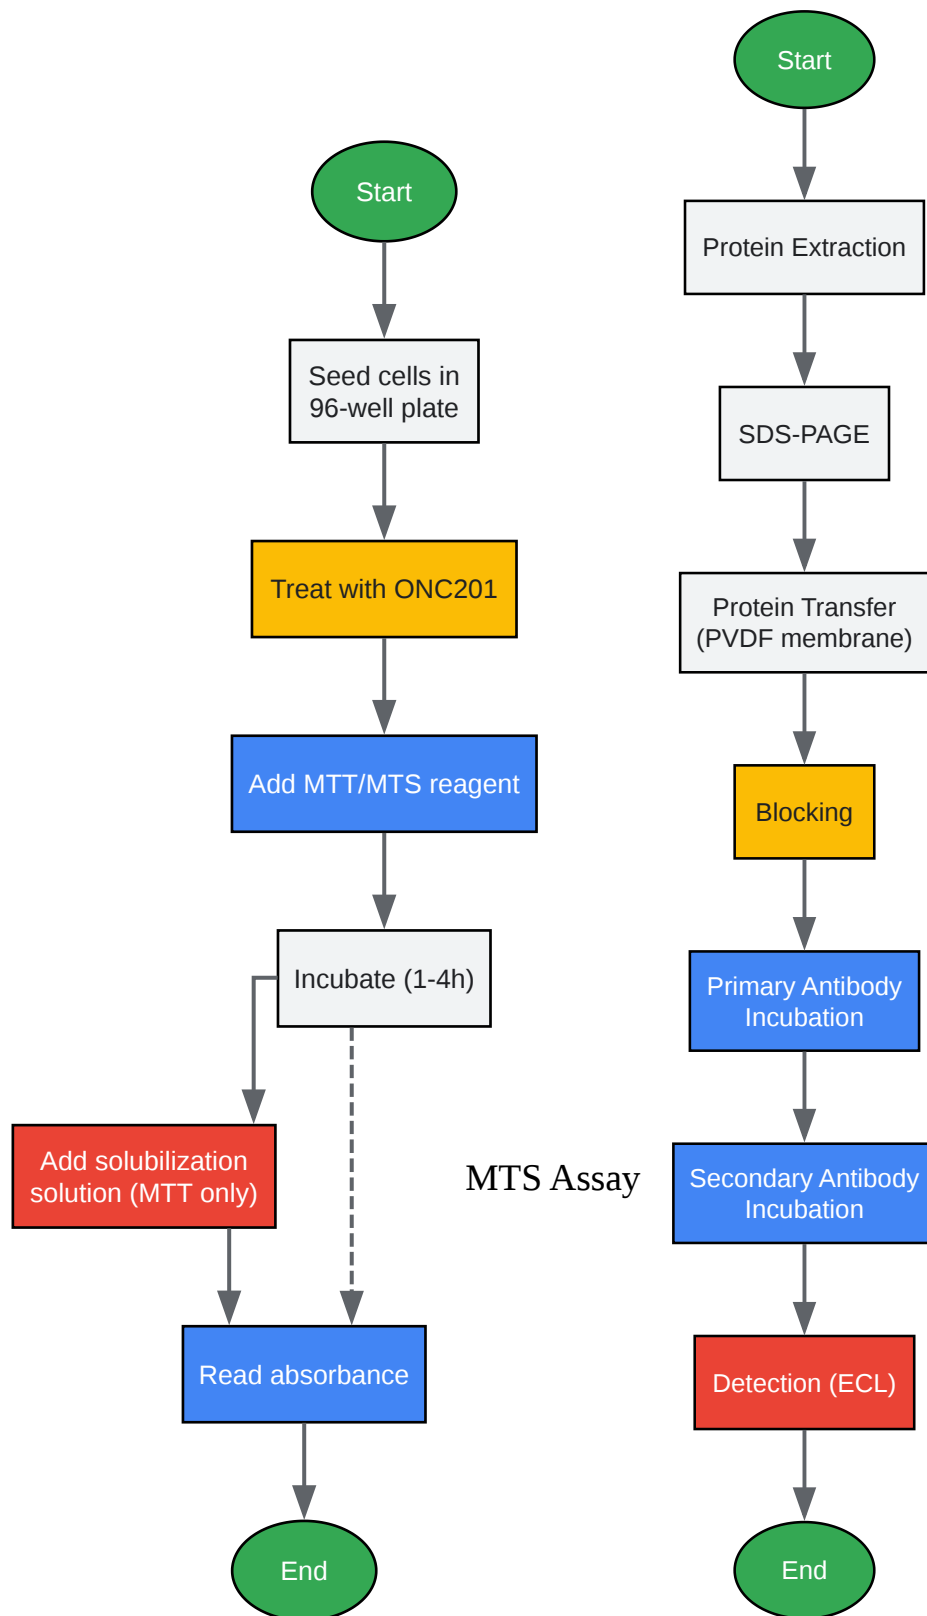 Start
Seed cells in
96-well plate
Treat with ONC201
Add MTT/MTS reagent
Incubate (1-4h)
Add solubilization
solution (MTT only)
MTS Assay
Read absorbance
End
Start
Protein Extraction
SDS-PAGE
Protein Transfer
(PVDF membrane)
Blocking
Primary Antibody
Incubation
Secondary Antibody
Incubation
Detection (ECL)
End